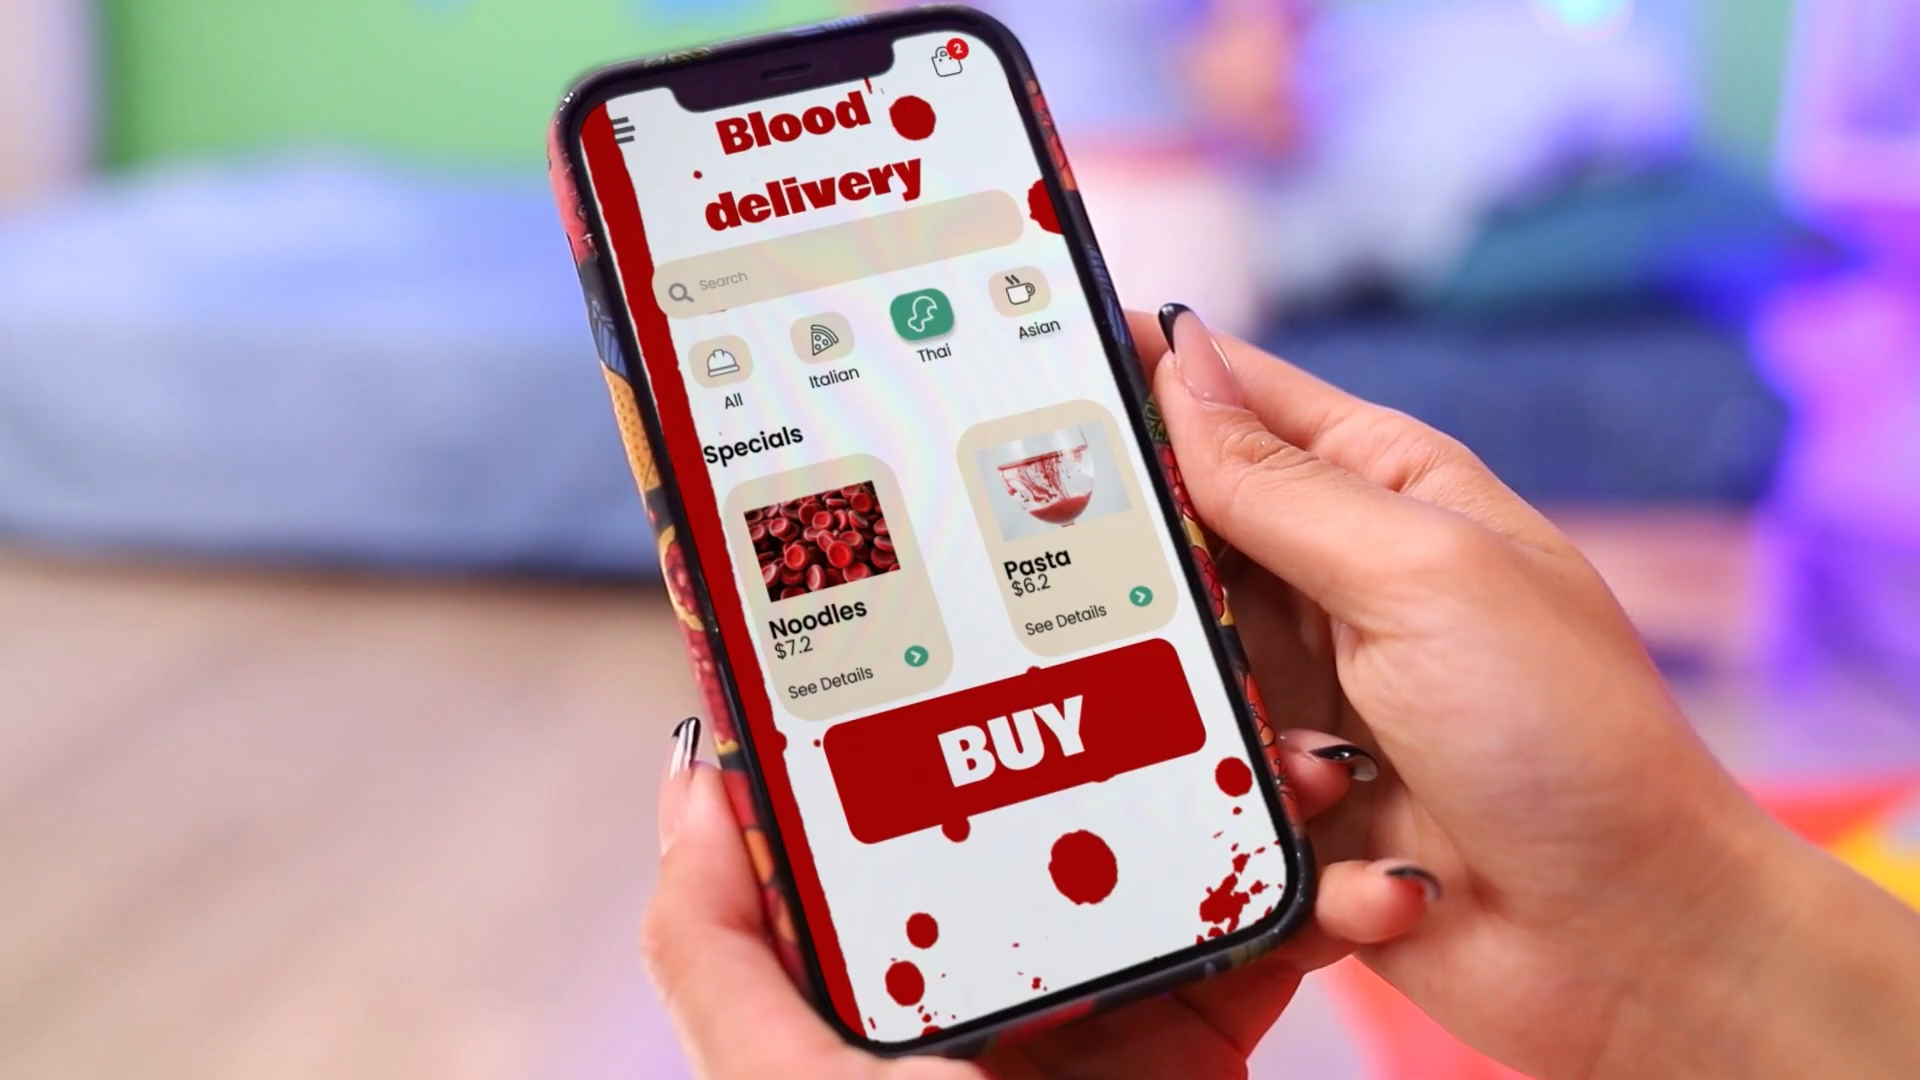 2
Blood
delivery
Search
All
Italian
Thai
Asian
Specials
Noodles
$7.2
See Details
Pasta
$6.2
See Details
BUY